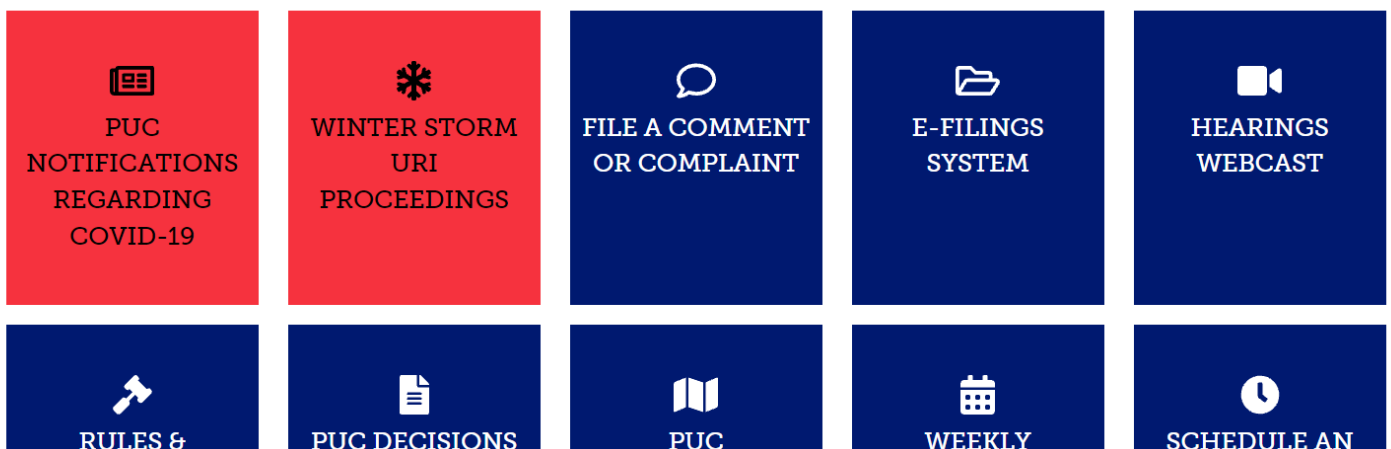 PUC
NOTIFICATIONS
REGARDING
COVID-19
WINTER STORM
URI
PROCEEDINGS
FILE A COMMENT
OR COMPLAINT
E-FILINGS
SYSTEM
HEARINGS
WEBCAST
RULES &
PUC DECISIONS
PUC
WEEKLY
SCHEDULE AN